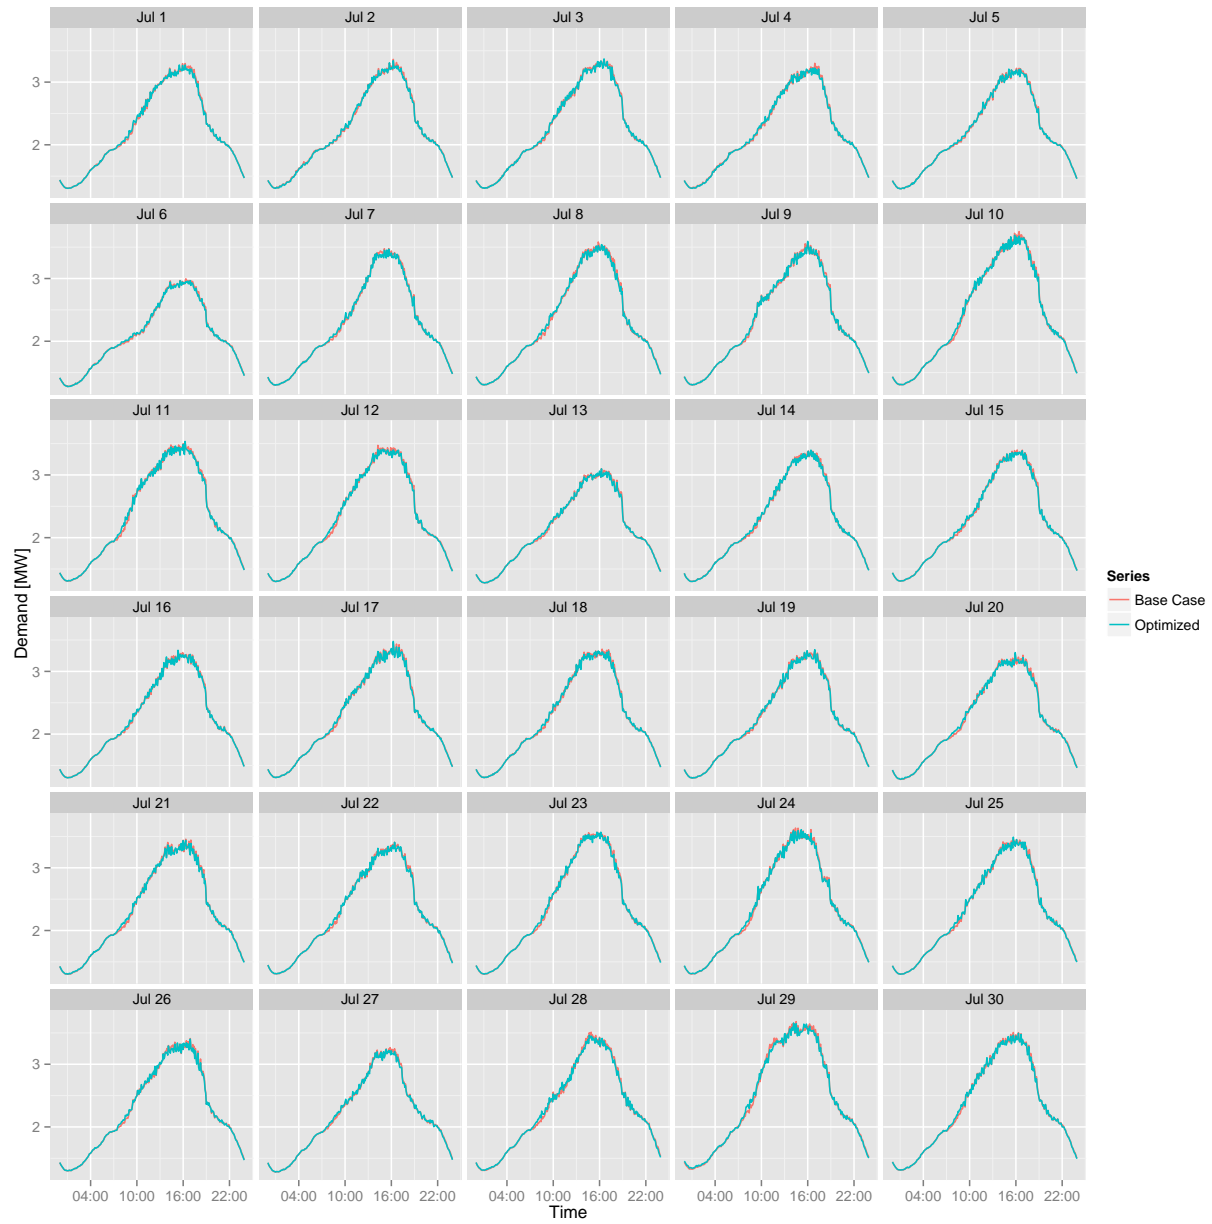 Jul 1 Jul 2 Jul 3 Jul 4 Jul 5
3
2
Jul 6 Jul 7 Jul 8 Jul 9 Jul 10
3
2
Jul 11 Jul 12 Jul 13 Jul 14 Jul 15
3
2
Jul 16 Jul 17 Jul 18 Jul 19 Jul 20
3
2
Jul 21 Jul 22 Jul 23 Jul 24 Jul 25
3
2
Jul 26 Jul 27 Jul 28 Jul 29 Jul 30
3
2
04:00 10:00 16:00 22:00 04:00 10:00 16:00 22:00 04:00 10:00 16:00 22:00 04:00 10:00 16:00 22:00 04:00 10:00 16:00 22:00
Time
Demand [MW]
Series
Base Case
Optimized